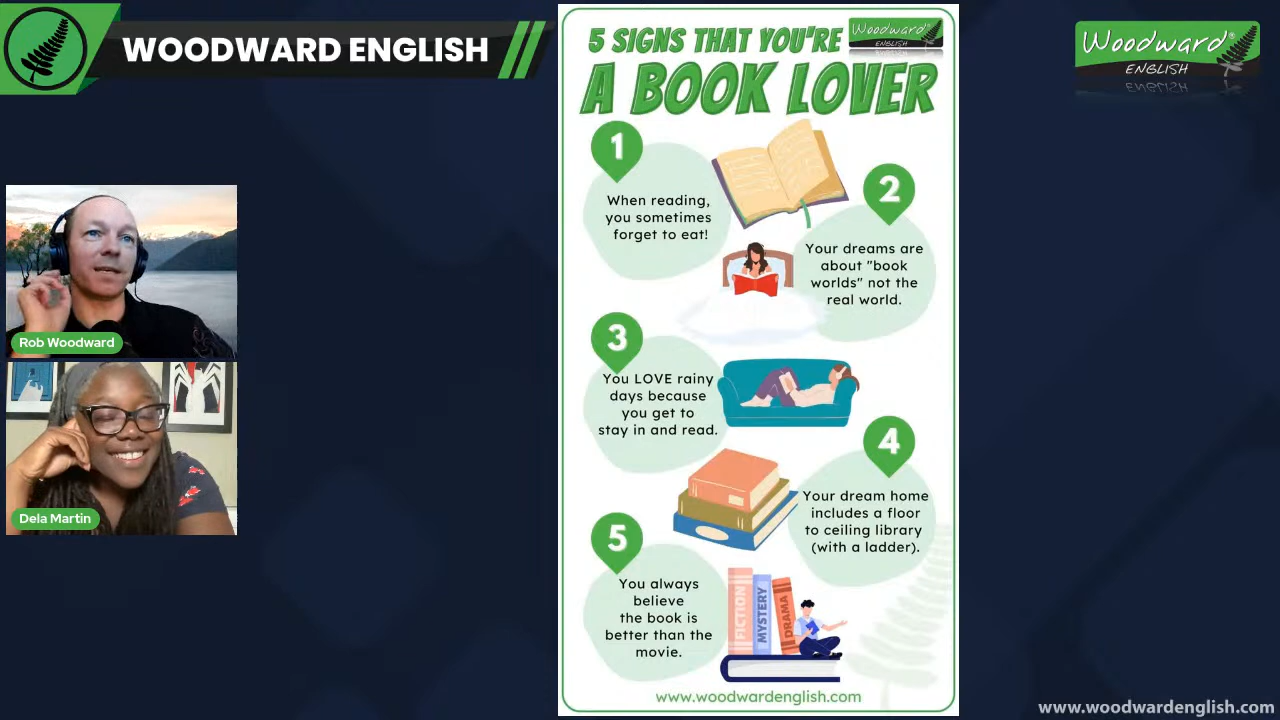 WOODWARD ENGLISH
Rob Woodward
Dela Martin
5 SIGNS THAT YOU'RE
A BOOK LOVER
Woodward®
ENGLISH
1
When reading,
you sometimes
forget to eat!
2
Your dreams are
about "book
worlds" not the
real world.
3
You LOVE rainy
days because
you get to
stay in and read.
4
Your dream home
includes a floor
to ceiling library
(with a ladder).
5
You always
believe
the book is
better than the
movie.
FICTION
MYSTERY
DRAMA
www.woodwardenglish.com
Woodward®
ENGLISH
www.woodwardenglish.com